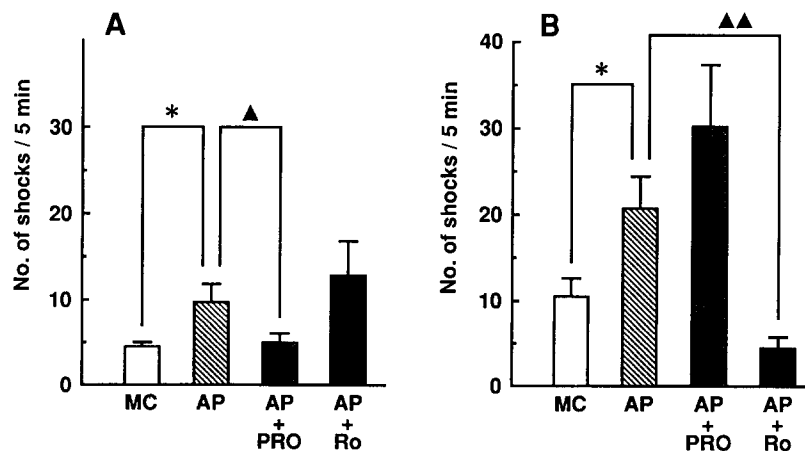 A
No. of shocks / 5 min
30
20
10
0
*
▲
MC
AP
AP
+
PRO
AP
+
Ro
B
No. of shocks / 5 min
40
30
20
10
0
*
▲▲
MC
AP
AP
+
PRO
AP
+
Ro